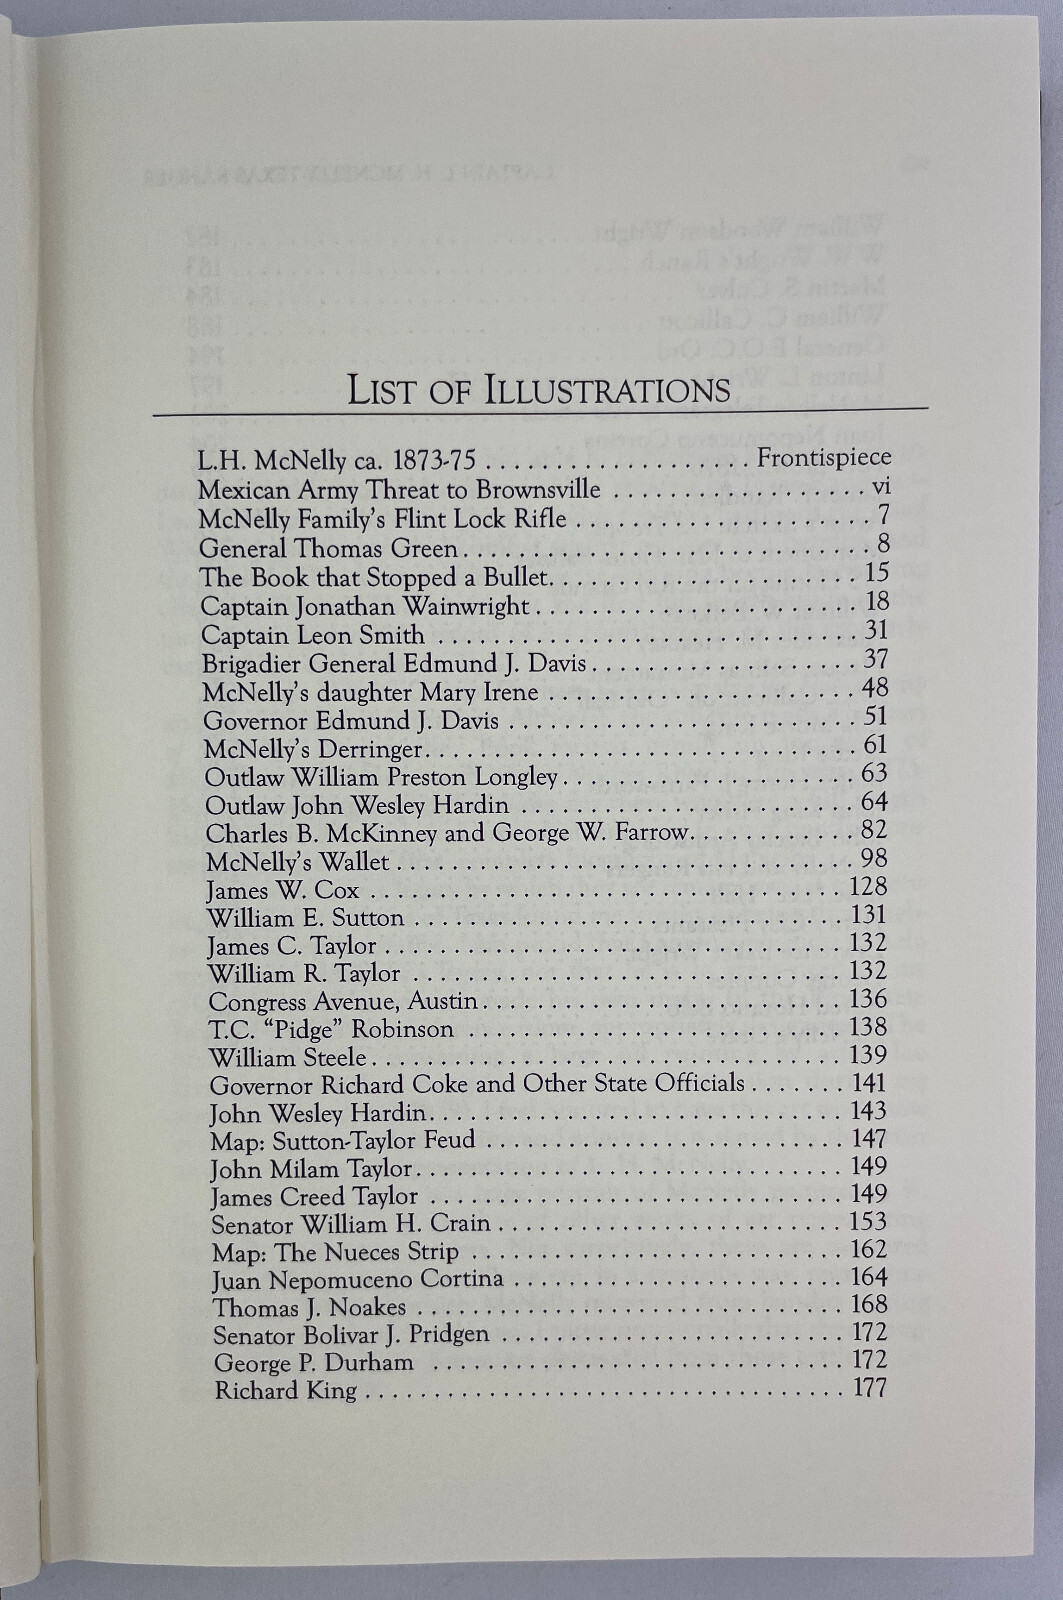 LIST OF ILLUSTRATIONS
L.H. McNelly ca. 1873-75 . . . . . . . . . . . . . . . . . . . Frontispiece
Mexican Army Threat to Brownsville . . . . . . . . . . . . . . . . . . vi
McNelly Family's Flint Lock Rifle . . . . . . . . . . . . . . . . . . . . . 7
General Thomas Green. . . . . . . . . . . . . . . . . . . . . . . . . . . . . 8
The Book that Stopped a Bullet. . . . . . . . . . . . . . . . . . . . . . 15
Captain Jonathan Wainwright . . . . . . . . . . . . . . . . . . . . . . . 18
Captain Leon Smith . . . . . . . . . . . . . . . . . . . . . . . . . . . . . . 31
Brigadier General Edmund J. Davis . . . . . . . . . . . . . . . . . . . 37
McNelly's daughter Mary Irene . . . . . . . . . . . . . . . . . . . . . . 48
Governor Edmund J. Davis . . . . . . . . . . . . . . . . . . . . . . . . . 51
McNelly's Derringer. . . . . . . . . . . . . . . . . . . . . . . . . . . . . . . 61
Outlaw William Preston Longley . . . . . . . . . . . . . . . . . . . . . 63
Outlaw John Wesley Hardin . . . . . . . . . . . . . . . . . . . . . . . . 64
Charles B. McKinney and George W. Farrow. . . . . . . . . . . . 82
McNelly's Wallet . . . . . . . . . . . . . . . . . . . . . . . . . . . . . . . . . 98
James W. Cox . . . . . . . . . . . . . . . . . . . . . . . . . . . . . . . . . . 128
William E. Sutton . . . . . . . . . . . . . . . . . . . . . . . . . . . . . . . 131
James C. Taylor . . . . . . . . . . . . . . . . . . . . . . . . . . . . . . . . . 132
William R. Taylor . . . . . . . . . . . . . . . . . . . . . . . . . . . . . . . 132
Congress Avenue, Austin. . . . . . . . . . . . . . . . . . . . . . . . . . 136
T.C. “Pidge” Robinson . . . . . . . . . . . . . . . . . . . . . . . . . . . 138
William Steele . . . . . . . . . . . . . . . . . . . . . . . . . . . . . . . . . . 139
Governor Richard Coke and Other State Officials . . . . . . . 141
John Wesley Hardin. . . . . . . . . . . . . . . . . . . . . . . . . . . . . . 143
Map: Sutton-Taylor Feud . . . . . . . . . . . . . . . . . . . . . . . . . . 147
John Milam Taylor. . . . . . . . . . . . . . . . . . . . . . . . . . . . . . . 149
James Creed Taylor . . . . . . . . . . . . . . . . . . . . . . . . . . . . . . 149
Senator William H. Crain . . . . . . . . . . . . . . . . . . . . . . . . . 153
Map: The Nueces Strip . . . . . . . . . . . . . . . . . . . . . . . . . . . 162
Juan Nepomuceno Cortina . . . . . . . . . . . . . . . . . . . . . . . . 164
Thomas J. Noakes . . . . . . . . . . . . . . . . . . . . . . . . . . . . . . . 168
Senator Bolivar J. Pridgen . . . . . . . . . . . . . . . . . . . . . . . . . 172
George P. Durham . . . . . . . . . . . . . . . . . . . . . . . . . . . . . . 172
Richard King . . . . . . . . . . . . . . . . . . . . . . . . . . . . . . . . . . . 177